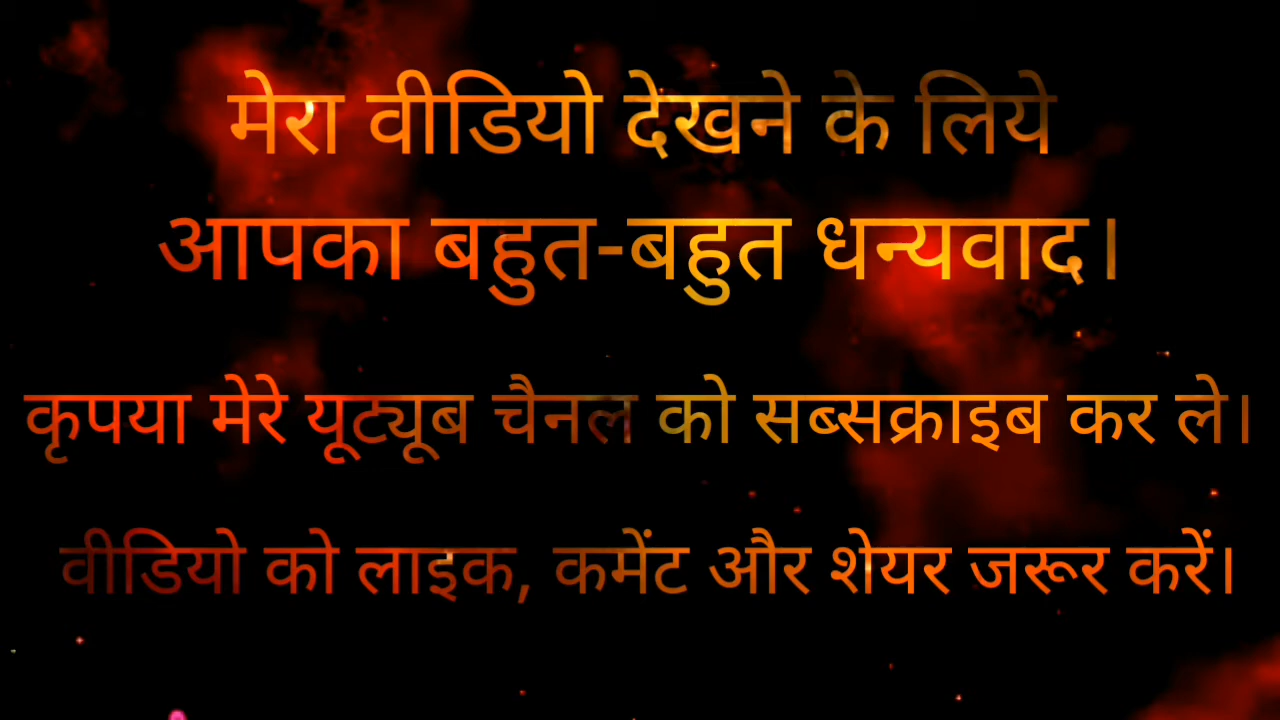 मेरा वीडियो देखने के लिये
आपका बहुत-बहुत धन्यवाद।
कृपया मेरे यूट्यूब चैनल को सब्सक्राइब कर ले।
वीडियो को लाइक, कमेंट और शेयर जरूर करें।